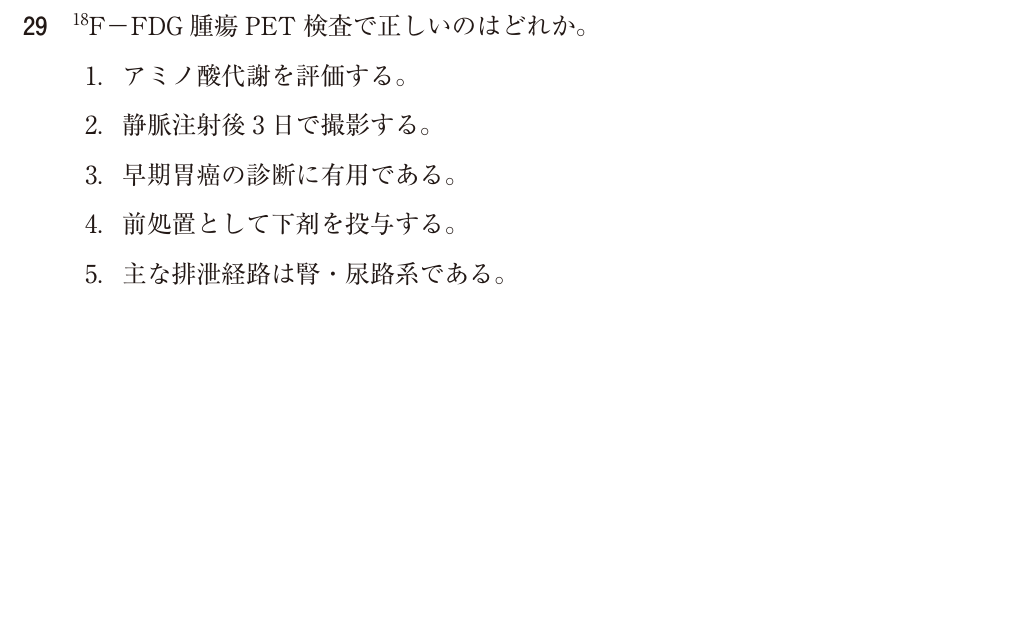 29 ¹⁸F−FDG 腫瘍 PET 検査で正しいのはどれか。
1. アミノ酸代謝を評価する。
2. 静脈注射後 3 日で撮影する。
3. 早期胃癌の診断に有用である。
4. 前処置として下剤を投与する。
5. 主な排泄経路は腎・尿路系である。